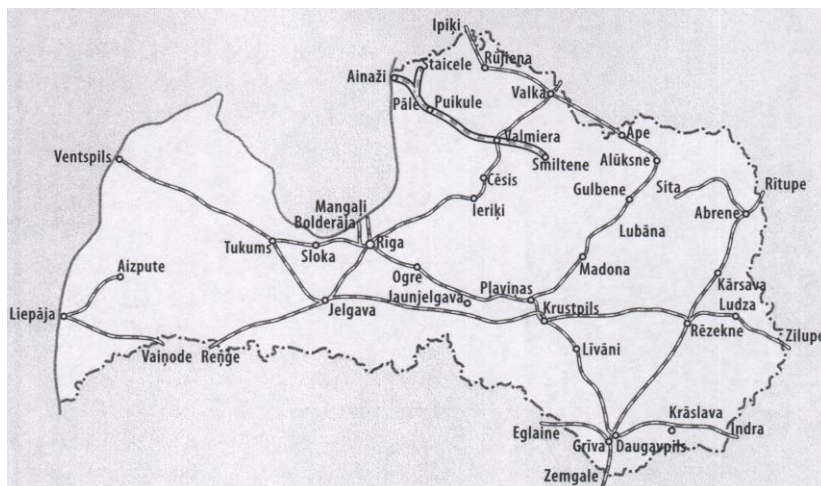 Ipiķi
Rūjiena
Staicele
Ainaži
Pāle
Puikule
Valka
Valmiera
Ape
Alūksne
Smiltene
Ventspils
Cēsis
Gulbene
Sita
Ritupe
Abrene
Mangaļi
Bolderāja
Ieriķi
Rīga
Lubāna
Tukums
Sloka
Aizpute
Ogre
Madona
Kārsava
Jaunjelgava
Pļaviņas
Ludza
Liepāja
Jelgava
Krustpils
Rēzekne
Zilupe
Vaiņode
Reņģe
Līvāni
Krāslava
Eglaine
Indra
Grīva
Daugavpils
Zemgale